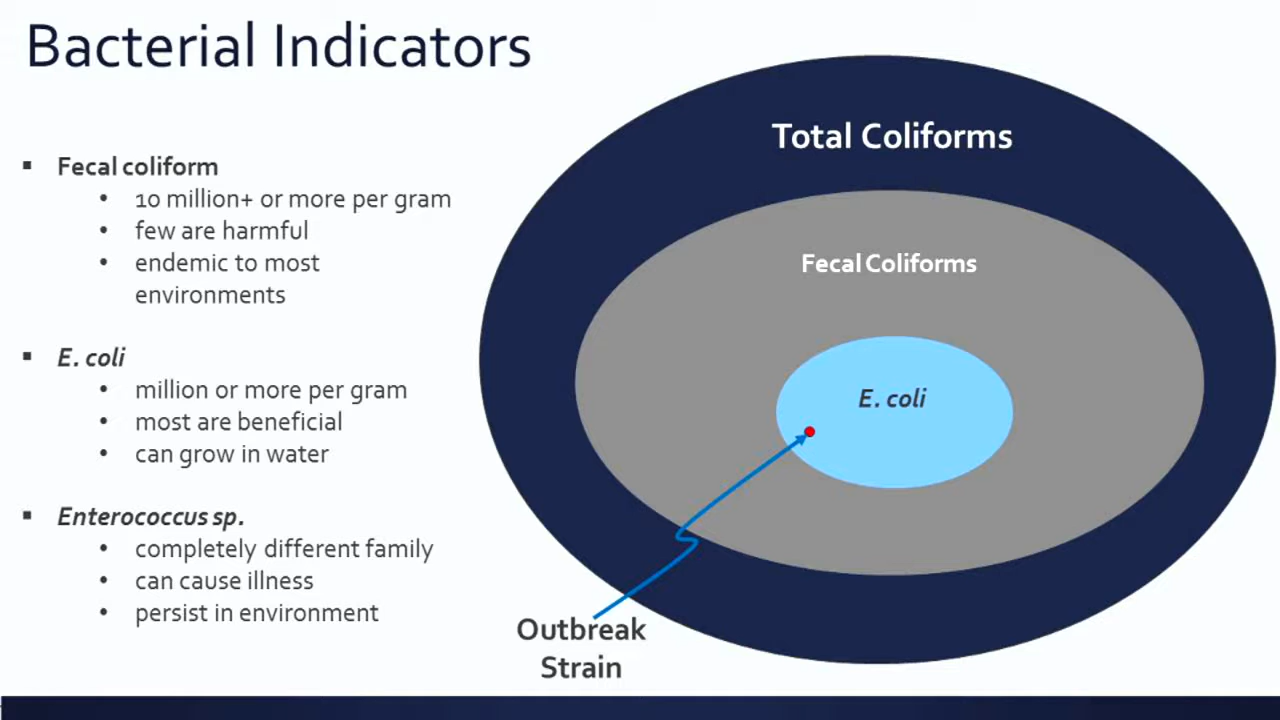 Bacterial Indicators
Fecal coliform
10 million+ or more per gram
few are harmful
endemic to most
environments
E. coli
million or more per gram
most are beneficial
can grow in water
Enterococcus sp.
completely different family
can cause illness
persist in environment
Total Coliforms
Fecal Coliforms
E. coli
Outbreak
Strain